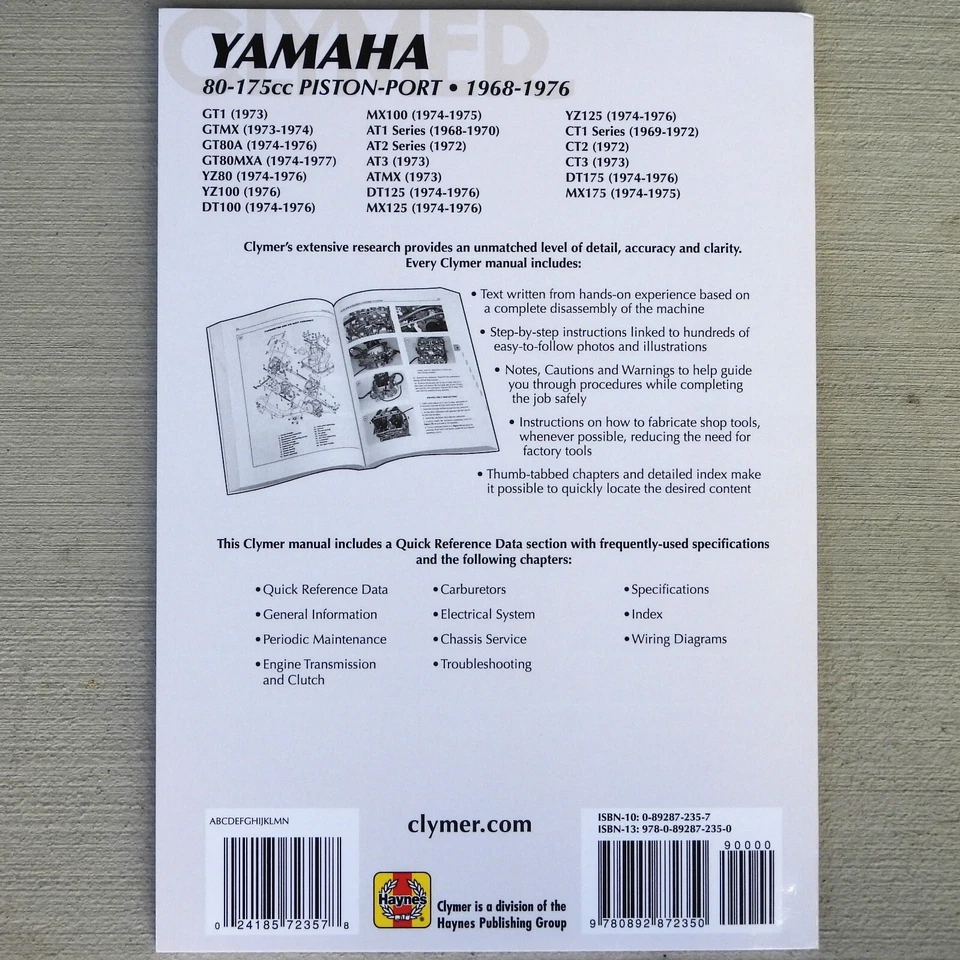 CLYMED
YAMAHA
80-175cc PISTON-PORT • 1968-1976
GT1 (1973)
GTMX (1973-1974)
GT80A (1974-1976)
GT80MXA (1974-1977)
YZ80 (1974-1976)
YZ100 (1976)
DT100 (1974-1976)
MX100 (1974-1975)
AT1 Series (1968-1970)
AT2 Series (1972)
AT3 (1973)
ATMX (1973)
DT125 (1974-1976)
MX125 (1974-1976)
YZ125 (1974-1976)
CT1 Series (1969-1972)
CT2 (1972)
CT3 (1973)
DT175 (1974-1976)
MX175 (1974-1975)
Clymer's extensive research provides an unmatched level of detail, accuracy and clarity.
Every Clymer manual includes:
• Text written from hands-on experience based on
a complete disassembly of the machine
• Step-by-step instructions linked to hundreds of
easy-to-follow photos and illustrations
• Notes, Cautions and Warnings to help guide
you through procedures while completing
the job safely
• Instructions on how to fabricate shop tools,
whenever possible, reducing the need for
factory tools
• Thumb-tabbed chapters and detailed index make
it possible to quickly locate the desired content
This Clymer manual includes a Quick Reference Data section with frequently-used specifications
and the following chapters:
• Quick Reference Data
• General Information
• Periodic Maintenance
• Engine Transmission
and Clutch
• Carburetors
• Electrical System
• Chassis Service
• Troubleshooting
• Specifications
• Index
• Wiring Diagrams
ABCDEFGHIJKLMN
0 24185 72357 8
clymer.com
Haynes
Clymer is a division of the
Haynes Publishing Group
ISBN-10: 0-89287-235-7
ISBN-13: 978-0-89287-235-0
90000
9 780892 872350